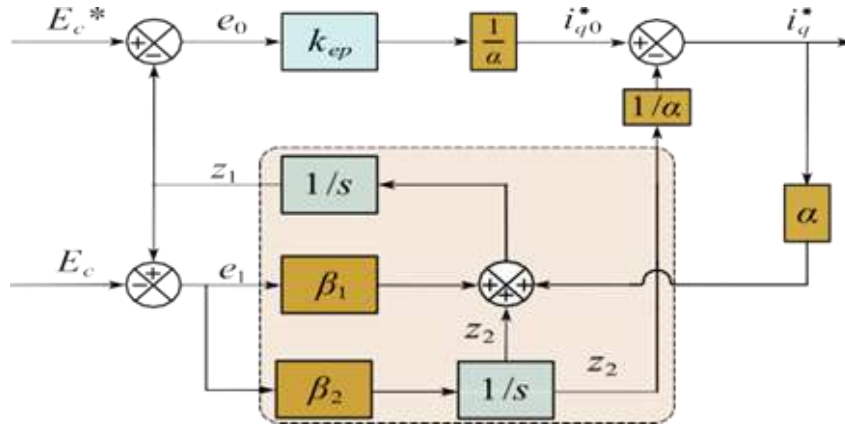 E_c* + − e_0 k_ep 1/α i*_q0 + − i*_q
1/α
z_1 1/s α
E_c − + e_1 β_1 + + +
z_2 z_2
β_2 1/s